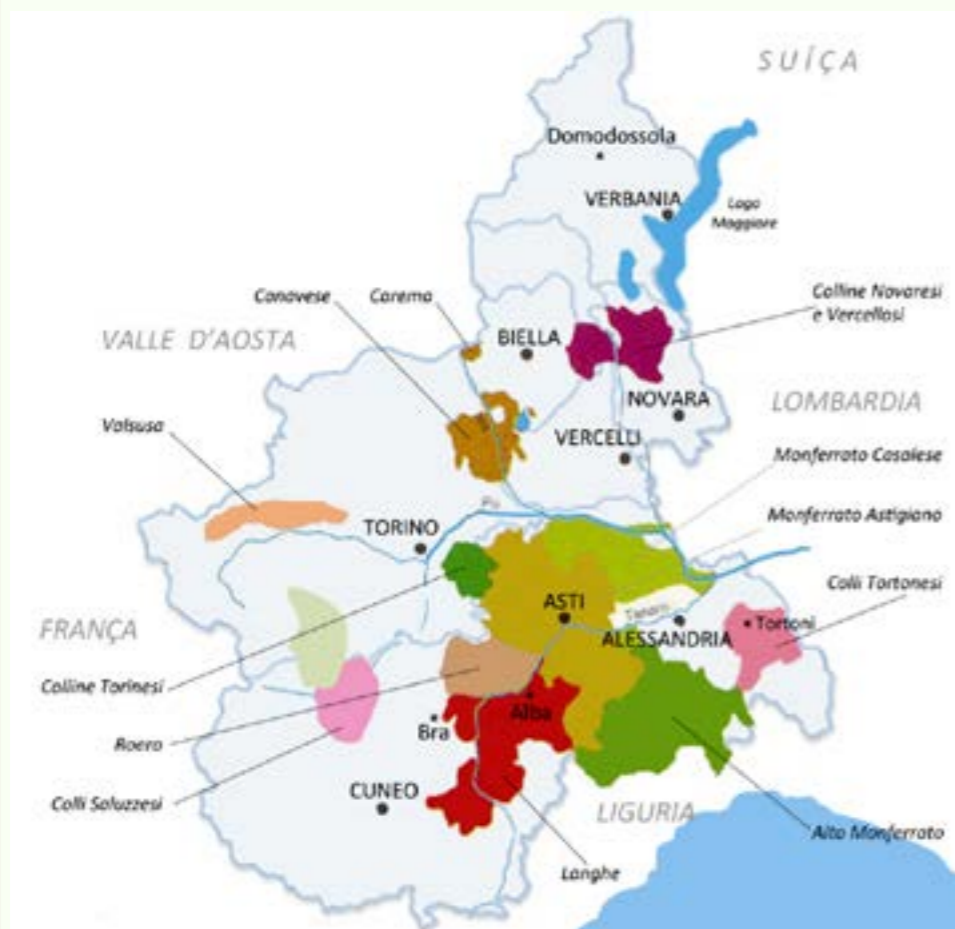 SUÍÇA
Domodossola
VERBANIA
Lago
Maggiore
Canavese
Carema
Colline Novaresi
e Vercellosi
VALLE D'AOSTA
BIELLA
NOVARA
LOMBARDIA
Valsusa
VERCELLI
Monferrato Casalese
Po
Monferrato Astigiano
TORINO
Colli Tortonesi
ASTI
Tanaro
ALESSANDRIA
Tortoni
FRANÇA
Colline Torinesi
Roero
Alba
Bra
Colli Saluzzesi
CUNEO
LIGURIA
Alto Monferrato
Langhe